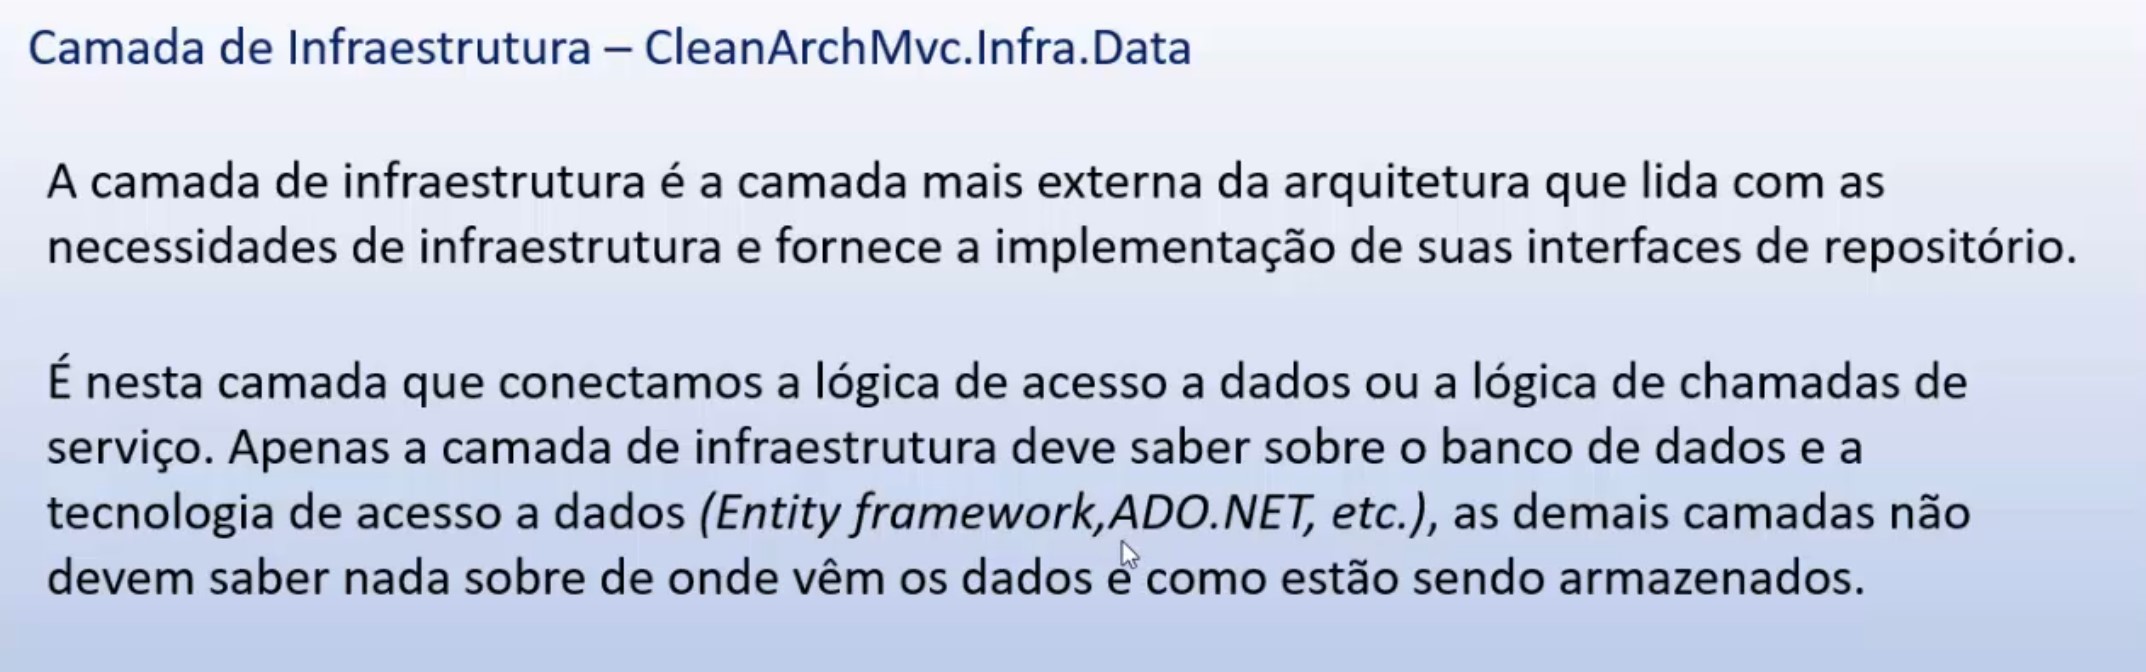 Camada de Infraestrutura – CleanArchMvc.Infra.Data
A camada de infraestrutura é a camada mais externa da arquitetura que lida com as
necessidades de infraestrutura e fornece a implementação de suas interfaces de repositório.
É nesta camada que conectamos a lógica de acesso a dados ou a lógica de chamadas de
serviço. Apenas a camada de infraestrutura deve saber sobre o banco de dados e a
tecnologia de acesso a dados (Entity framework,ADO.NET, etc.), as demais camadas não
devem saber nada sobre de onde vêm os dados e como estão sendo armazenados.